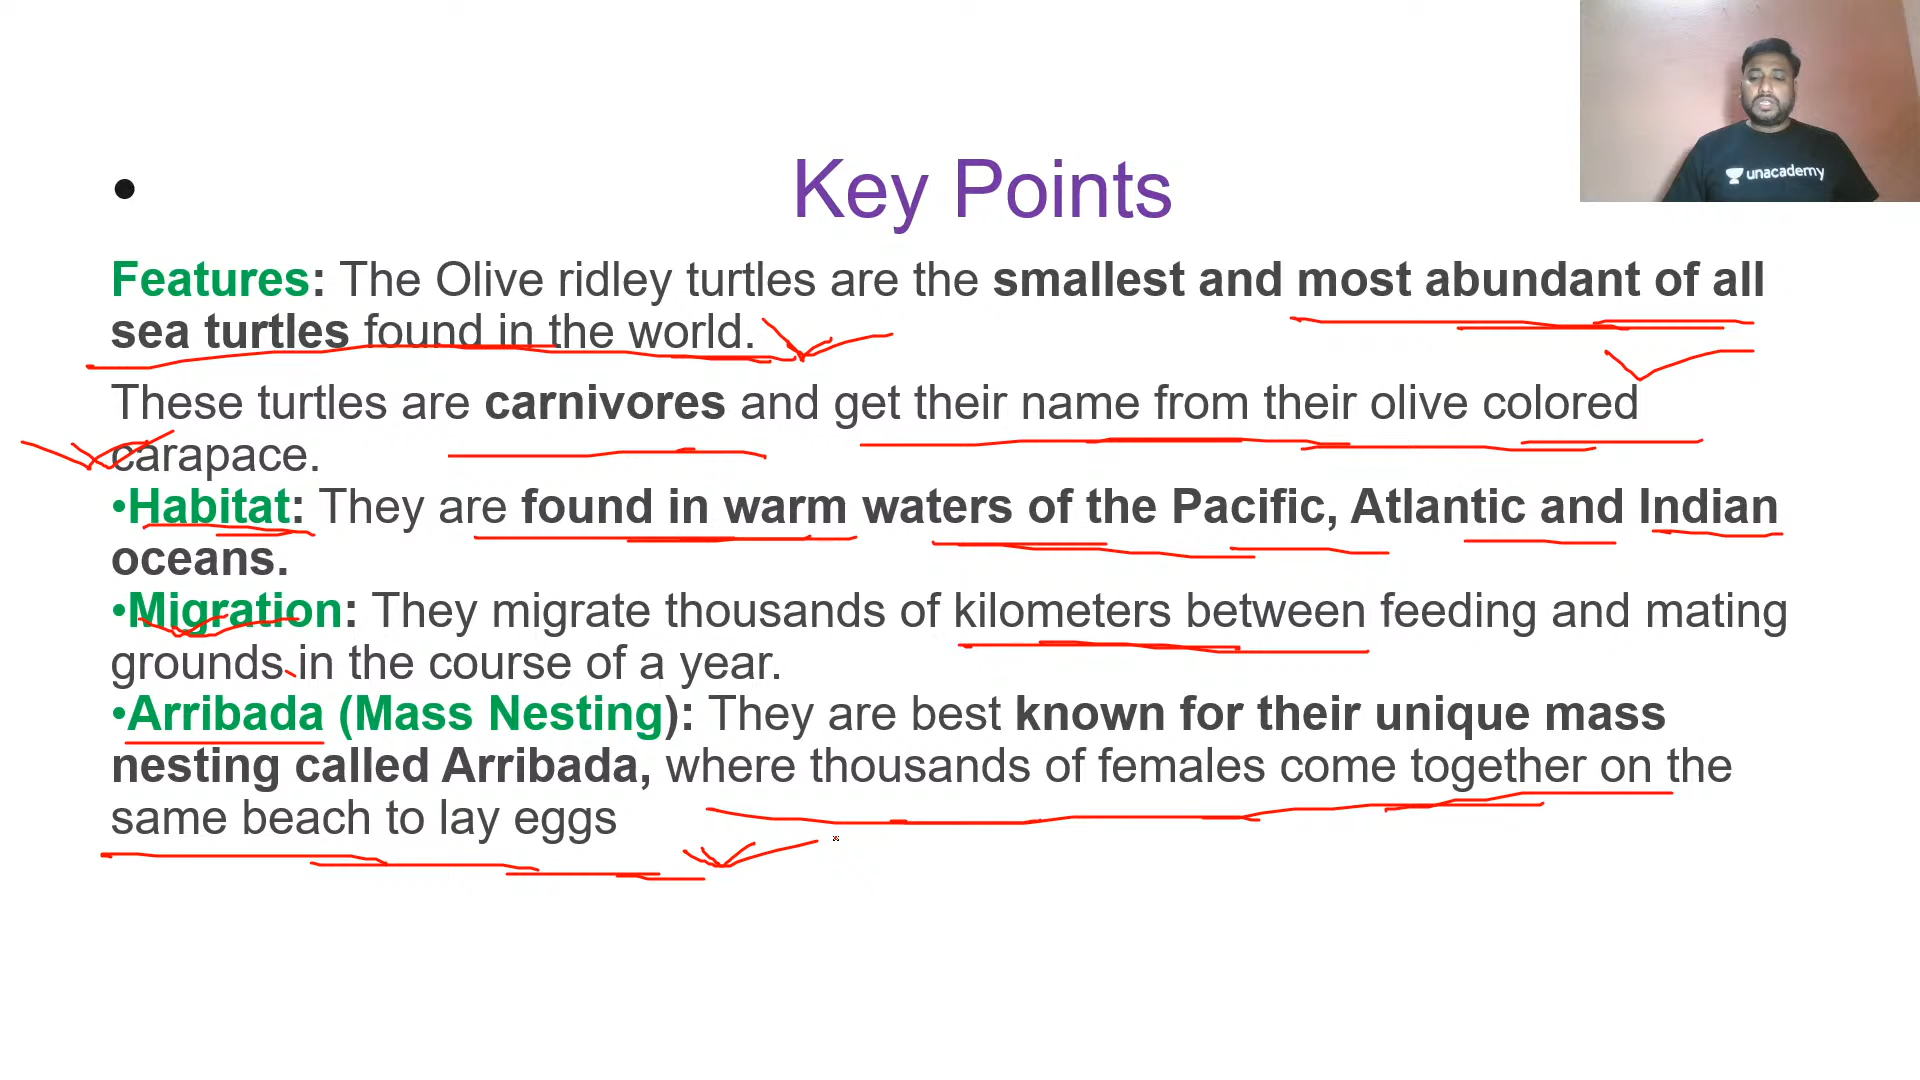 unacademy
• Key Points
Features: The Olive ridley turtles are the smallest and most abundant of all
sea turtles found in the world.
These turtles are carnivores and get their name from their olive colored
carapace.
•Habitat: They are found in warm waters of the Pacific, Atlantic and Indian
oceans.
•Migration: They migrate thousands of kilometers between feeding and mating
grounds in the course of a year.
•Arribada (Mass Nesting): They are best known for their unique mass
nesting called Arribada, where thousands of females come together on the
same beach to lay eggs